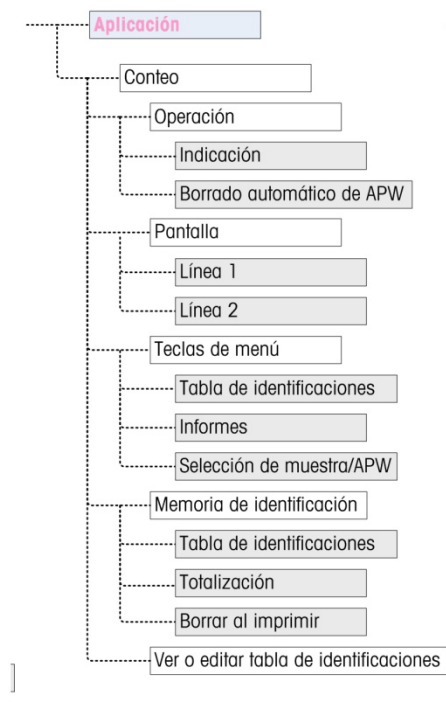 Aplicación
Conteo
Operación
Indicación
Borrado automático de APW
Pantalla
Línea 1
Línea 2
Teclas de menú
Tabla de identificaciones
Informes
Selección de muestra/APW
Memoria de identificación
Tabla de identificaciones
Totalización
Borrar al imprimir
Ver o editar tabla de identificaciones